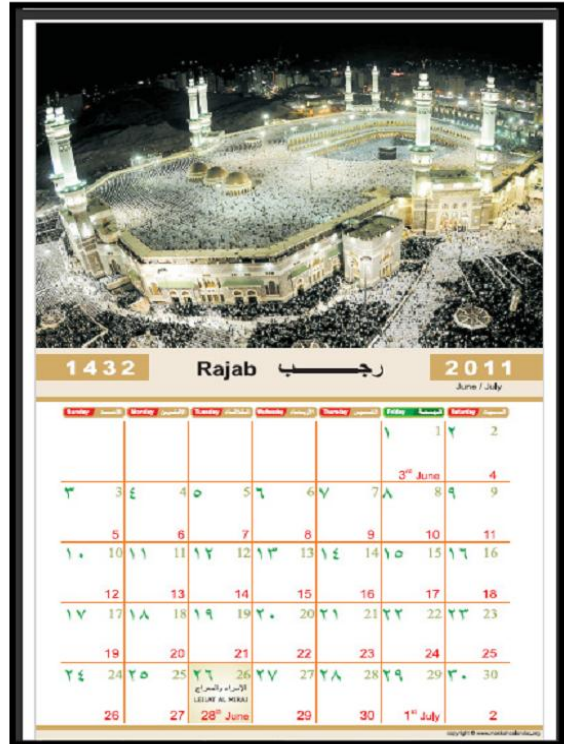 1432 Rajab رجب 2011
June / July
Sunday الأحد Monday الأثنين Tuesday الثلاثاء Wednesday الأربعاء Thursday الخميس Friday الجمعة Saturday السبت
١ 1 ٢ 2
3rd June 4
٣ 3 ٤ 4 ٥ 5 ٦ 6 ٧ 7 ٨ 8 ٩ 9
5 6 7 8 9 10 11
١٠ 10 ١١ 11 ١٢ 12 ١٣ 13 ١٤ 14 ١٥ 15 ١٦ 16
12 13 14 15 16 17 18
١٧ 17 ١٨ 18 ١٩ 19 ٢٠ 20 ٢١ 21 ٢٢ 22 ٢٣ 23
19 20 21 22 23 24 25
٢٤ 24 ٢٥ 25 ٢٦ 26 ٢٧ 27 ٢٨ 28 ٢٩ 29 ٣٠ 30
الإسراء والمعراج
LEILAT AL MERAJ
26 27 28th June 29 30 1st July 2
copyright ©